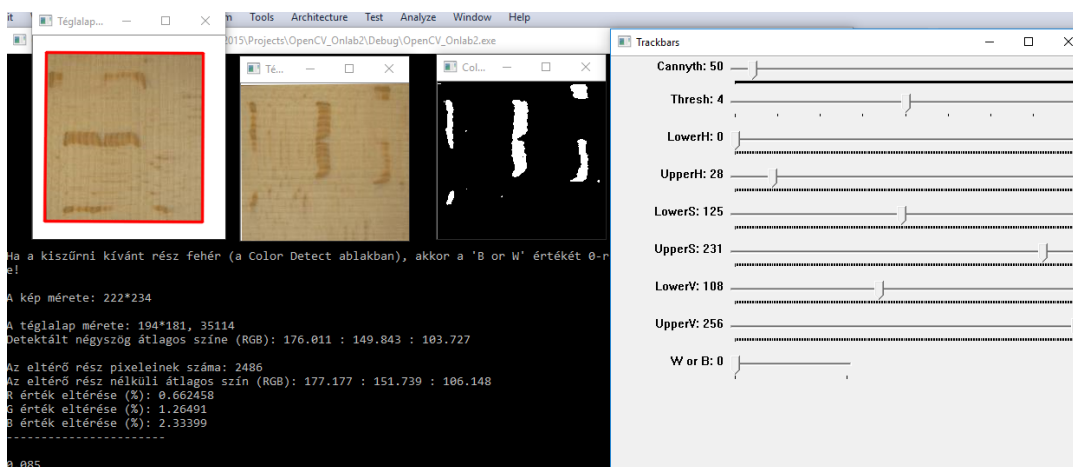 it
m Tools Architecture Test Analyze Window Help
Téglalap...
2015\Projects\OpenCV_Onlab2\Debug\OpenCV_Onlab2.exe
Té...
Col...
Trackbars
Cannyth: 50
Thresh: 4
LowerH: 0
UpperH: 28
LowerS: 125
UpperS: 231
LowerV: 108
UpperV: 256
W or B: 0
Ha a kiszűrni kívánt rész fehér (a Color Detect ablakban), akkor a 'B or W' értékét 0-r
e!
A kép mérete: 222*234
A téglalap mérete: 194*181, 35114
Detektált négyszög átlagos színe (RGB): 176.011 : 149.843 : 103.727
Az eltérő rész pixeleinek száma: 2486
Az eltérő rész nélküli átlagos szín (RGB): 177.177 : 151.739 : 106.148
R érték eltérése (%): 0.662458
G érték eltérése (%): 1.26491
B érték eltérése (%): 2.33399
-----------------------
0.085